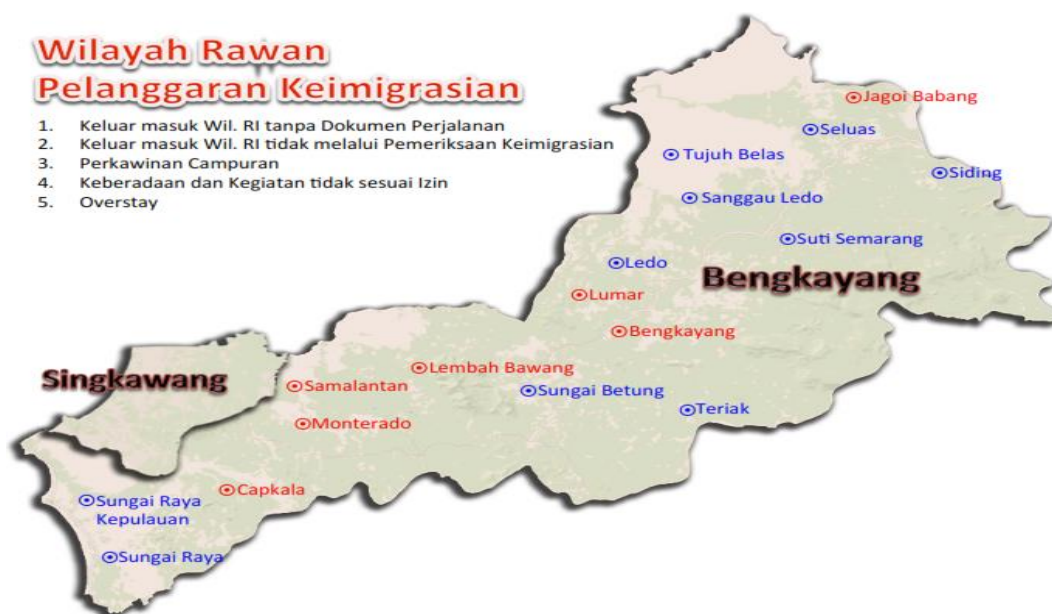 Wilayah Rawan
Pelanggaran Keimigrasian
1. Keluar masuk Wil. RI tanpa Dokumen Perjalanan
2. Keluar masuk Wil. RI tidak melalui Pemeriksaan Keimigrasian
3. Perkawinan Campuran
4. Keberadaan dan Kegiatan tidak sesuai Izin
5. Overstay
Jagoi Babang
Seluas
Tujuh Belas
Siding
Sanggau Ledo
Suti Semarang
Ledo
Bengkayang
Lumar
Bengkayang
Lembah Bawang
Singkawang
Samalantan
Sungai Betung
Teriak
Monterado
Capkala
Sungai Raya
Kepulauan
Sungai Raya